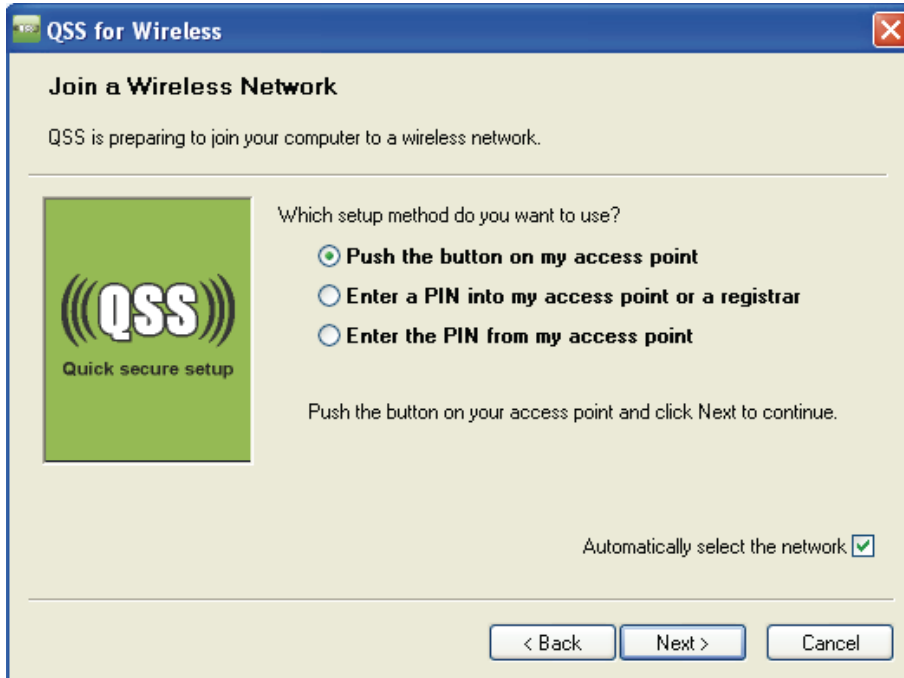 QSS for Wireless
Join a Wireless Network
QSS is preparing to join your computer to a wireless network.
Which setup method do you want to use?
Push the button on my access point
Enter a PIN into my access point or a registrar
Enter the PIN from my access point
(((QSS)))
Quick secure setup
Push the button on your access point and click Next to continue.
Automatically select the network
< Back
Next >
Cancel